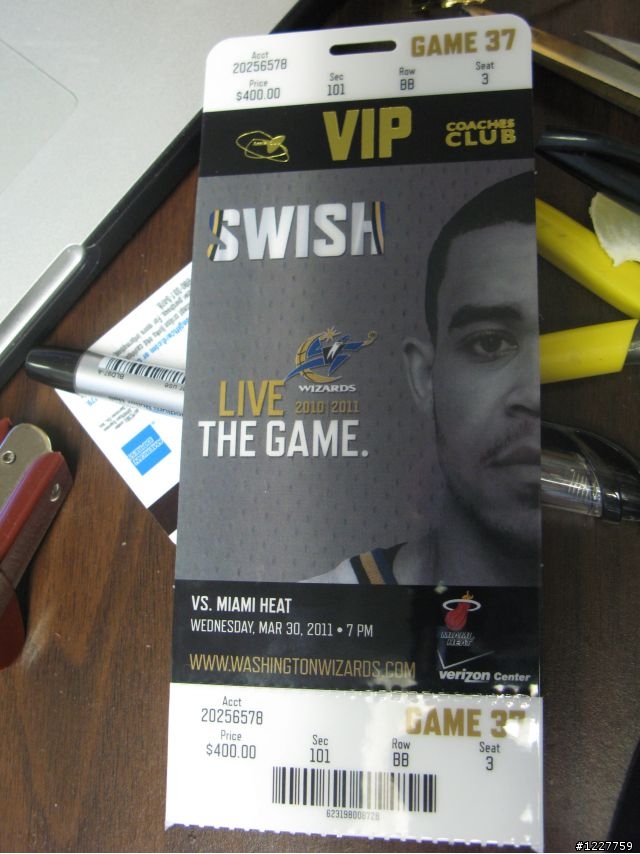 GAME 37
Acct
20256578
Price
$400.00
Sec
101
Row
BB
Seat
3
VIP
COACHES
CLUB
SWISH
WIZARDS
LIVE 2010 2011
THE GAME.
VS. MIAMI HEAT
WEDNESDAY, MAR 30, 2011 • 7 PM
MIAMI
HEAT
WWW.WASHINGTONWIZARDS.COM
verizon Center
Acct
20256578
GAME 37
Price
$400.00
Sec
101
Row
BB
Seat
3
AMERICAN
EXPRESS
#1227759